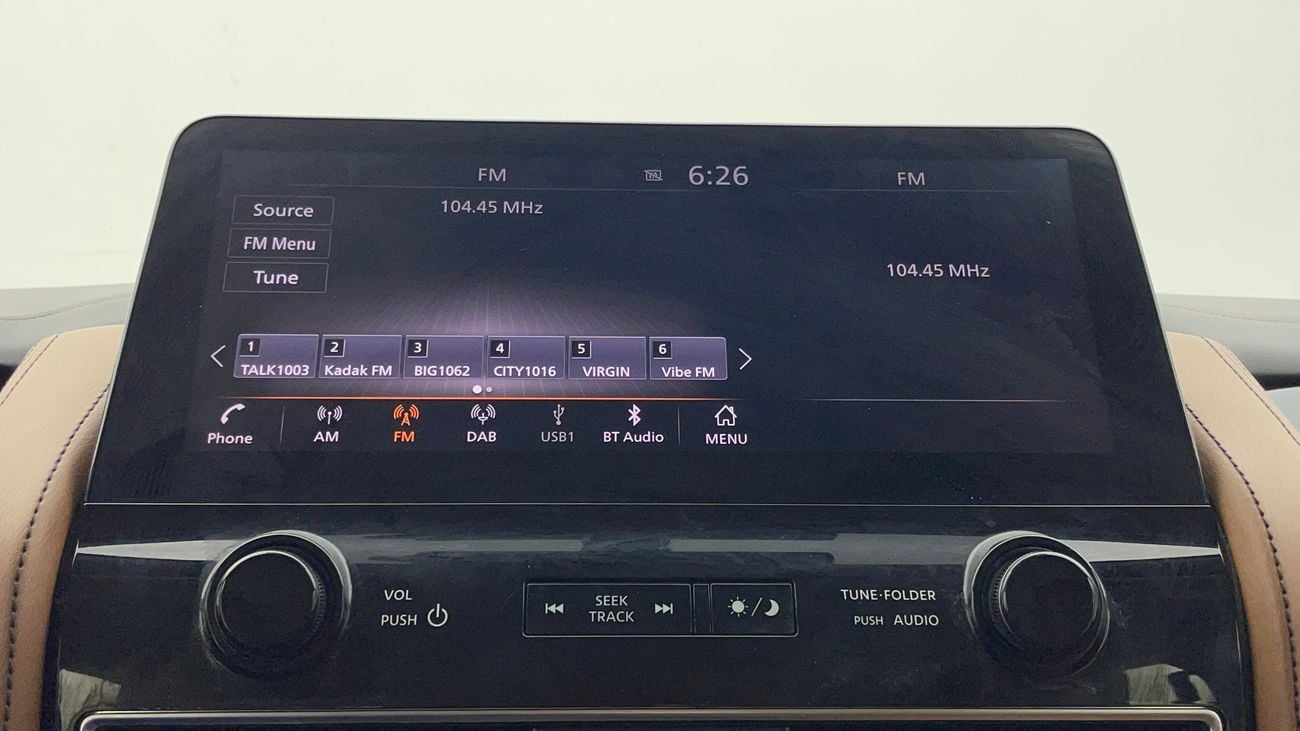 FM 6:26 FM
104.45 MHz
Source
FM Menu
Tune
104.45 MHz
1 2 3 4 5 6
TALK1003 Kadak FM BIG1062 CITY1016 VIRGIN Vibe FM
Phone AM FM DAB USB1 BT Audio MENU
VOL
PUSH
SEEK
TRACK
TUNE·FOLDER
PUSH AUDIO